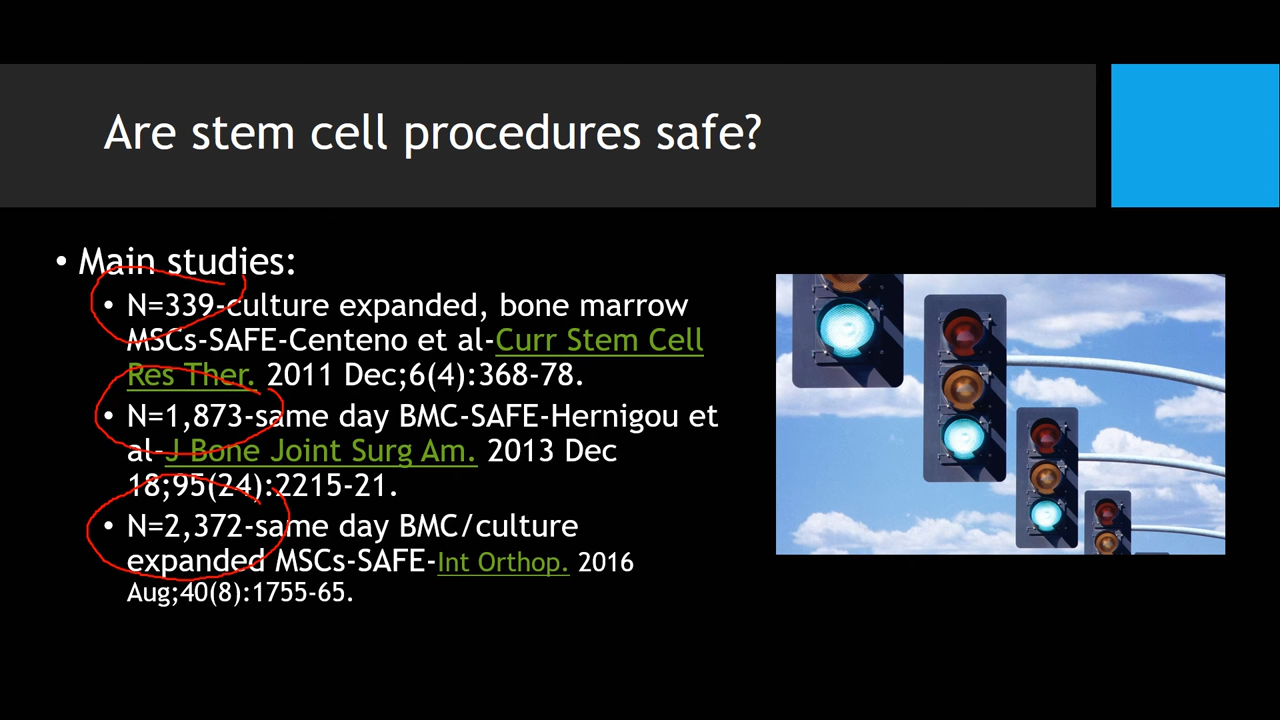 Are stem cell procedures safe?
• Main studies:
• N=339-culture expanded, bone marrow
MSCs-SAFE-Centeno et al-Curr Stem Cell
Res Ther. 2011 Dec;6(4):368-78.
• N=1,873-same day BMC-SAFE-Hernigou et
al-J Bone Joint Surg Am. 2013 Dec
18;95(24):2215-21.
• N=2,372-same day BMC/culture
expanded MSCs-SAFE-Int Orthop. 2016
Aug;40(8):1755-65.